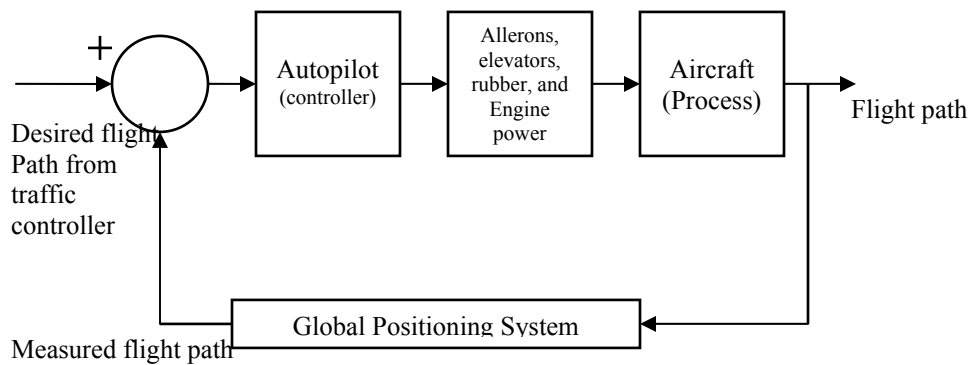 +
Autopilot
(controller)
Allerons,
elevators,
rubber, and
Engine
power
Aircraft
(Process)
Flight path
Desired flight
Path from
traffic
controller
Global Positioning System
Measured flight path